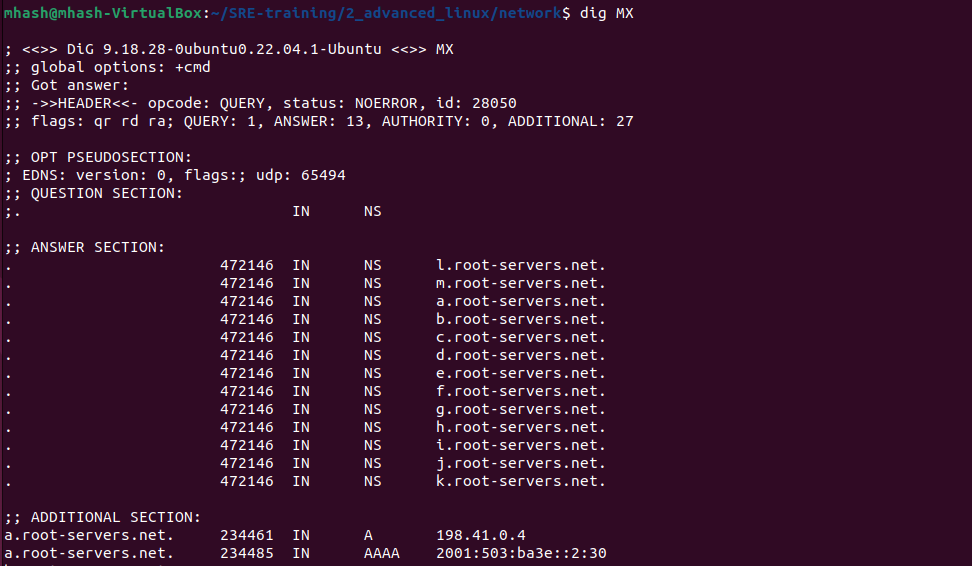 mhash@mhash-VirtualBox:~/SRE-training/2_advanced_linux/network$ dig MX
; <<>> DiG 9.18.28-0ubuntu0.22.04.1-Ubuntu <<>> MX
;; global options: +cmd
;; Got answer:
;; ->>HEADER<<- opcode: QUERY, status: NOERROR, id: 28050
;; flags: qr rd ra; QUERY: 1, ANSWER: 13, AUTHORITY: 0, ADDITIONAL: 27
;; OPT PSEUDOSECTION:
; EDNS: version: 0, flags:; udp: 65494
;; QUESTION SECTION:
;. IN NS
;; ANSWER SECTION:
. 472146 IN NS l.root-servers.net.
. 472146 IN NS m.root-servers.net.
. 472146 IN NS a.root-servers.net.
. 472146 IN NS b.root-servers.net.
. 472146 IN NS c.root-servers.net.
. 472146 IN NS d.root-servers.net.
. 472146 IN NS e.root-servers.net.
. 472146 IN NS f.root-servers.net.
. 472146 IN NS g.root-servers.net.
. 472146 IN NS h.root-servers.net.
. 472146 IN NS i.root-servers.net.
. 472146 IN NS j.root-servers.net.
. 472146 IN NS k.root-servers.net.
;; ADDITIONAL SECTION:
a.root-servers.net. 234461 IN A 198.41.0.4
a.root-servers.net. 234485 IN AAAA 2001:503:ba3e::2:30